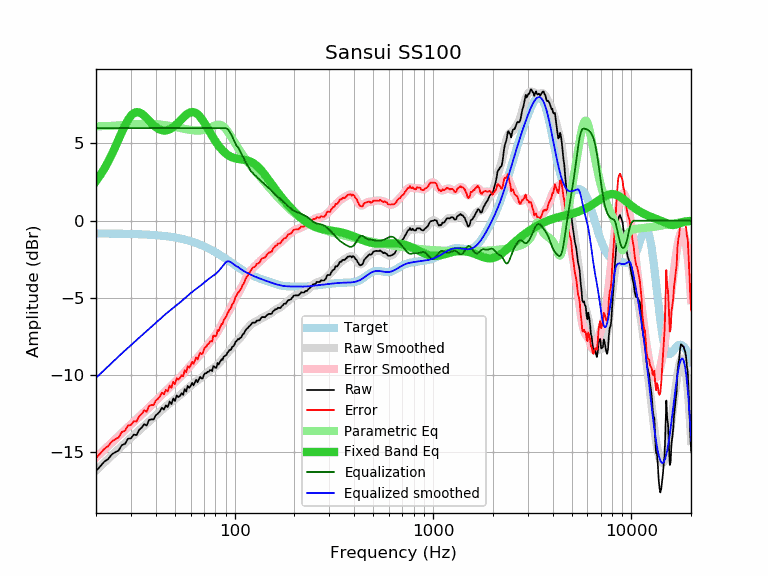 Sansui SS100
Amplitude (dBr)
5
0
−5
−10
−15
Target
Raw Smoothed
Error Smoothed
Raw
Error
Parametric Eq
Fixed Band Eq
Equalization
Equalized smoothed
100
1000
10000
Frequency (Hz)